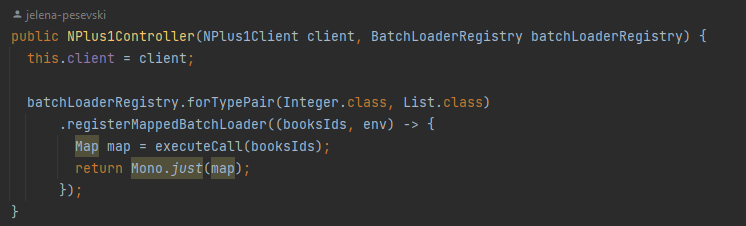 jelena-pesevski
public NPlus1Controller(NPlus1Client client, BatchLoaderRegistry batchLoaderRegistry) {
this.client = client;
batchLoaderRegistry.forTypePair(Integer.class, List.class)
.registerMappedBatchLoader((booksIds, env) -> {
Map map = executeCall(booksIds);
return Mono.just(map);
});
}